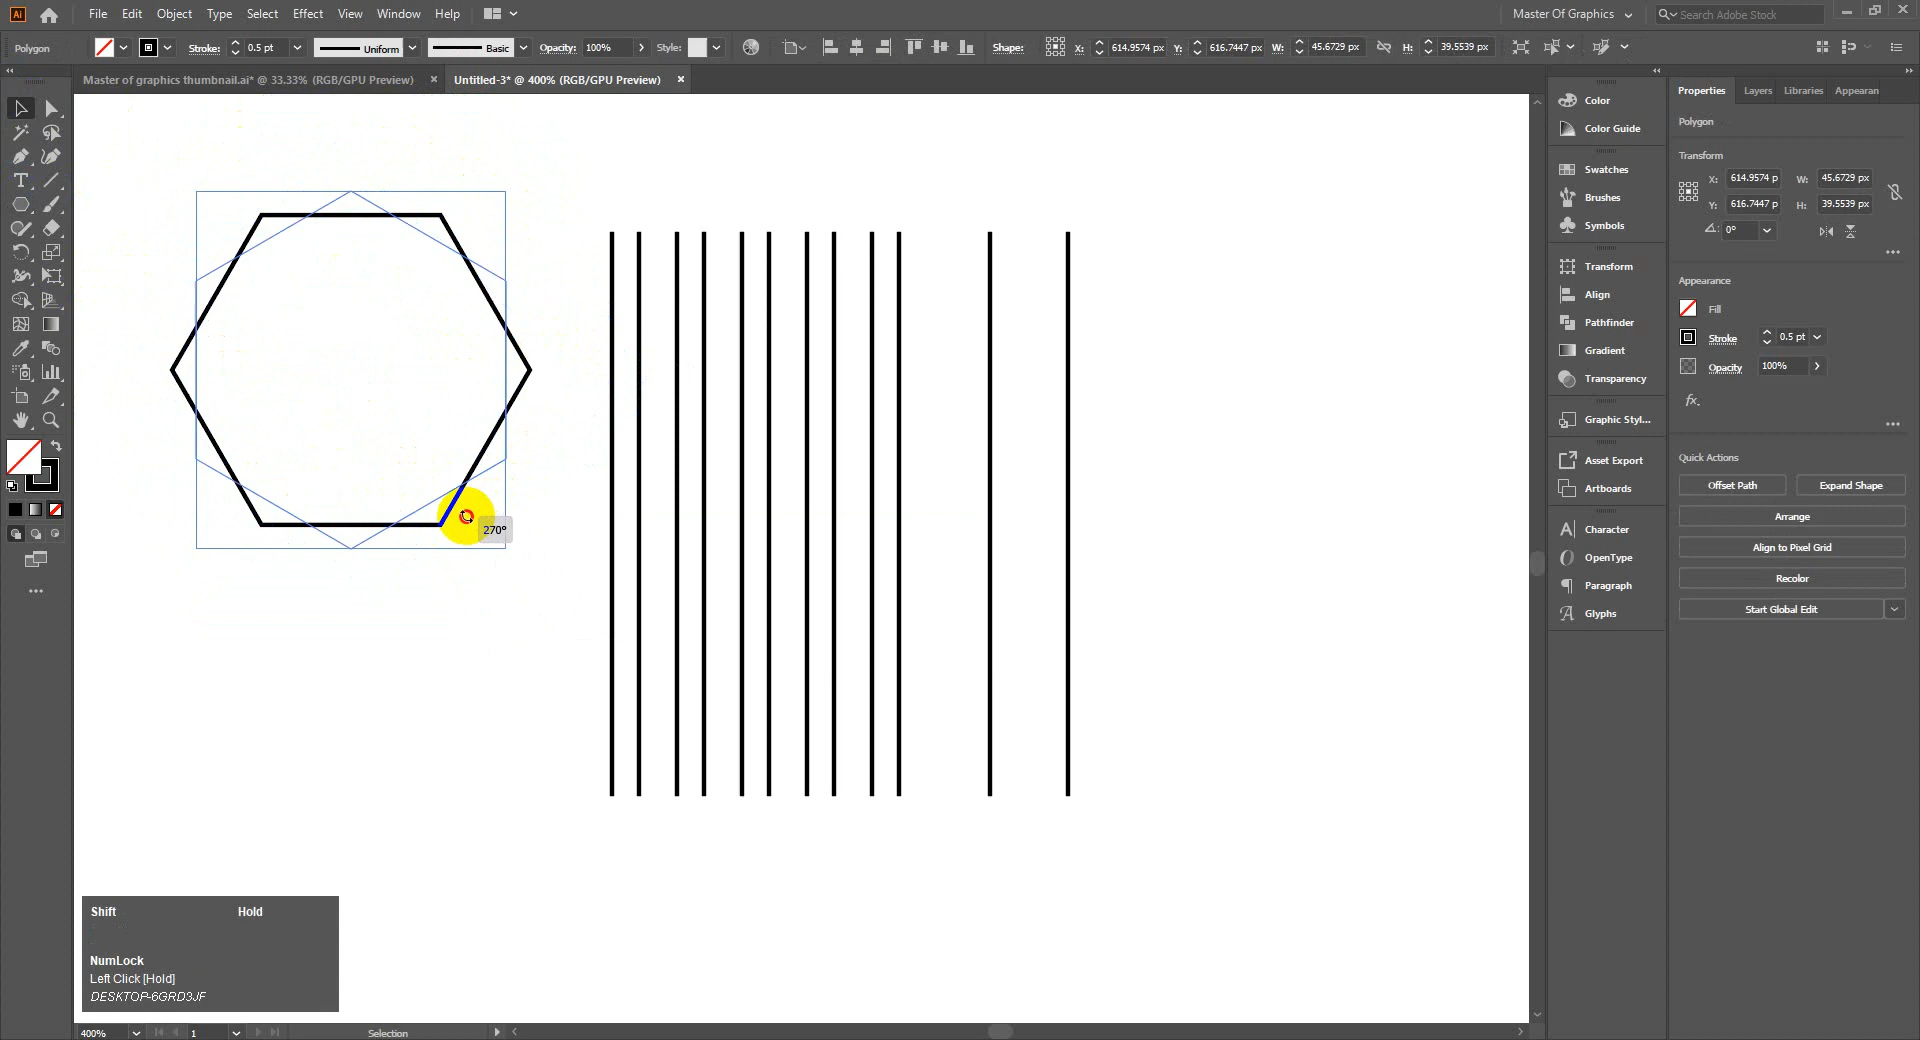 Ai File Edit Object Type Select Effect View Window Help Master Of Graphics Search Adobe Stock
Polygon Stroke: 0.5 pt Uniform Basic Opacity: 100% Style: Shape: X: 614.9574 px Y: 616.7447 px W: 45.6729 px H: 39.5539 px
Master of graphics thumbnail.ai* @ 33.33% (RGB/GPU Preview) × Untitled-3* @ 400% (RGB/GPU Preview) ×
270°
Shift Hold
NumLock
Left Click [Hold]
DESKTOP-6GRD3JF
400% 1 Selection
Color
Color Guide
Swatches
Brushes
Symbols
Transform
Align
Pathfinder
Gradient
Transparency
Graphic Styl...
Asset Export
Artboards
Character
OpenType
Paragraph
Glyphs
Properties Layers Libraries Appearan
Polygon
Transform
X: 614.9574 p W: 45.6729 px
Y: 616.7447 p H: 39.5539 px
0°
Appearance
Fill
Stroke 0.5 pt
Opacity 100%
fx.
Quick Actions
Offset Path Expand Shape
Arrange
Align to Pixel Grid
Recolor
Start Global Edit